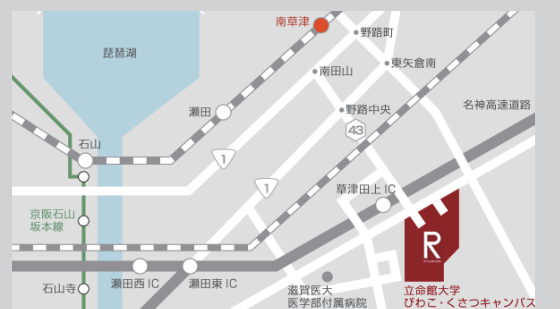 南草津
野路町
琵琶湖
東矢倉南
南田山
瀬田
野路中央
名神高速道路
43
石山
1
1
草津田上 IC
京阪石山
坂本線
R
瀬田西 IC
瀬田東 IC
石山寺
滋賀医大
医学部付属病院
立命館大学
びわこ・くさつキャンパス